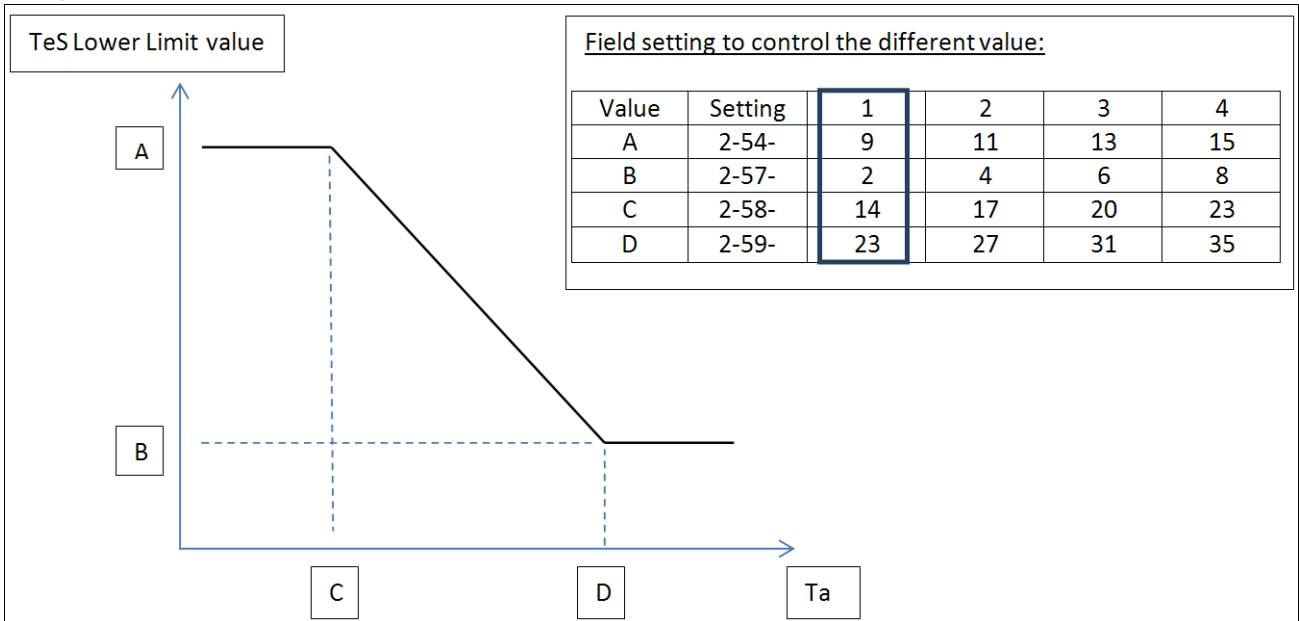 TeS Lower Limit value
Field setting to control the different value:
Value Setting 1 2 3 4
A 2-54- 9 11 13 15
B 2-57- 2 4 6 8
C 2-58- 14 17 20 23
D 2-59- 23 27 31 35
A
B
C D Ta